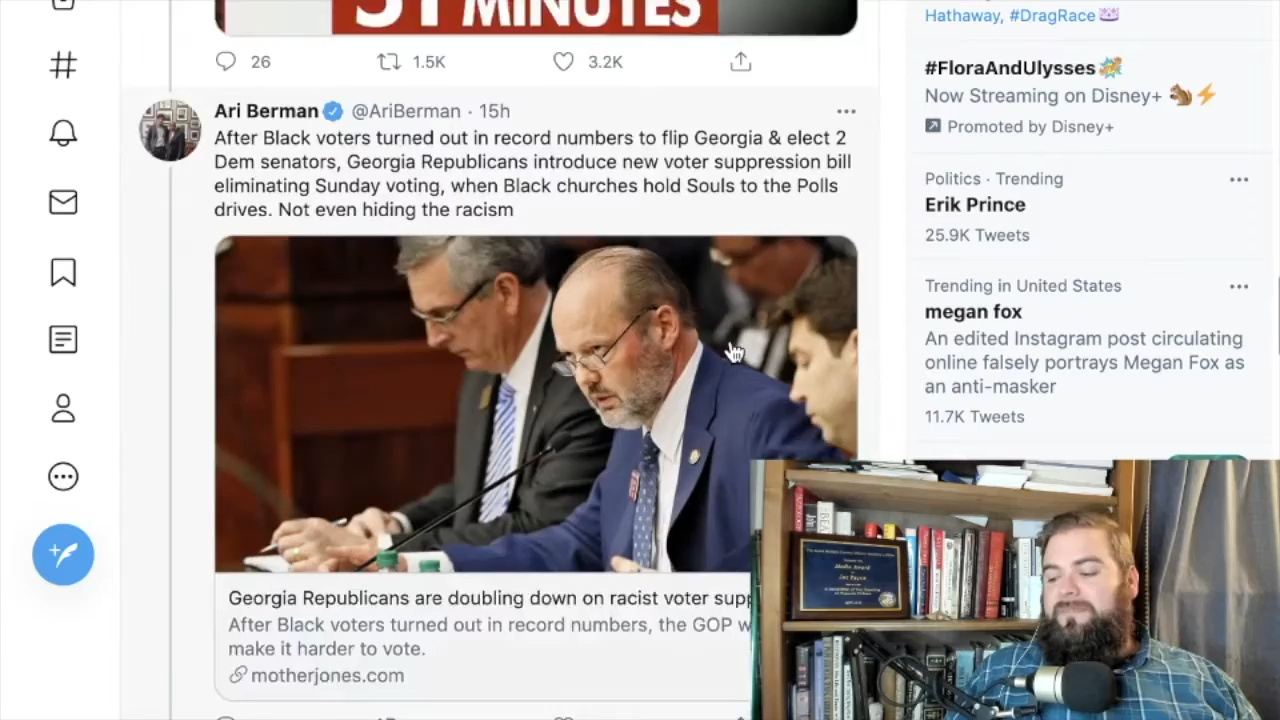 31 MINUTES
26
1.5K
3.2K
Ari Berman @AriBerman · 15h
After Black voters turned out in record numbers to flip Georgia & elect 2
Dem senators, Georgia Republicans introduce new voter suppression bill
eliminating Sunday voting, when Black churches hold Souls to the Polls
drives. Not even hiding the racism
Georgia Republicans are doubling down on racist voter supp
After Black voters turned out in record numbers, the GOP w
make it harder to vote.
motherjones.com
Hathaway, #DragRace
#FloraAndUlysses
Now Streaming on Disney+
Promoted by Disney+
Politics · Trending
Erik Prince
25.9K Tweets
Trending in United States
megan fox
An edited Instagram post circulating
online falsely portrays Megan Fox as
an anti-masker
11.7K Tweets
Media Award